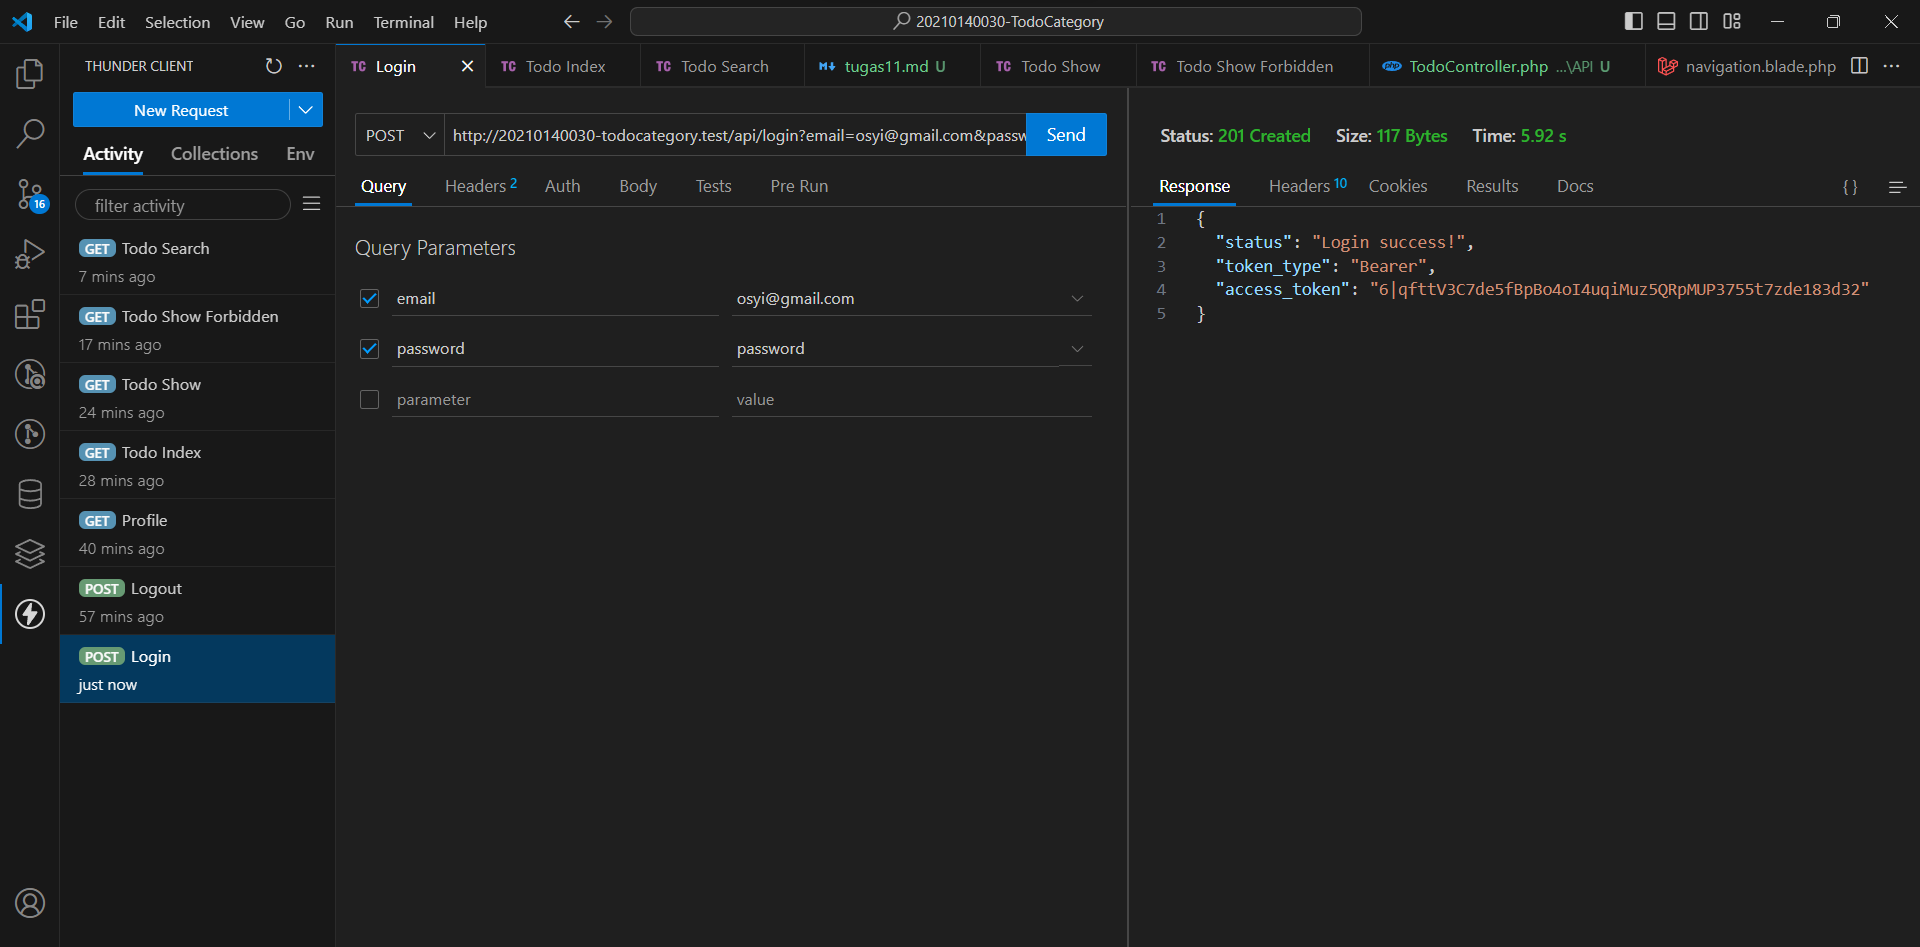 File Edit Selection View Go Run Terminal Help
20210140030-TodoCategory
THUNDER CLIENT
New Request
Activity Collections Env
filter activity
GET Todo Search
7 mins ago
GET Todo Show Forbidden
17 mins ago
GET Todo Show
24 mins ago
GET Todo Index
28 mins ago
GET Profile
40 mins ago
POST Logout
57 mins ago
POST Login
just now
16
TC Login
TC Todo Index
TC Todo Search
M↓ tugas11.md U
TC Todo Show
TC Todo Show Forbidden
php TodoController.php ...\API U
navigation.blade.php
POST http://20210140030-todocategory.test/api/login?email=osyi@gmail.com&passw Send
Query Headers 2 Auth Body Tests Pre Run
Query Parameters
email osyi@gmail.com
password password
parameter value
Status: 201 Created Size: 117 Bytes Time: 5.92 s
Response Headers 10 Cookies Results Docs {}
1 {
2 "status": "Login success!",
3 "token_type": "Bearer",
4 "access_token": "6|qfttV3C7de5fBpBo4oI4uqiMuz5QRpMUP3755t7zde183d32"
5 }